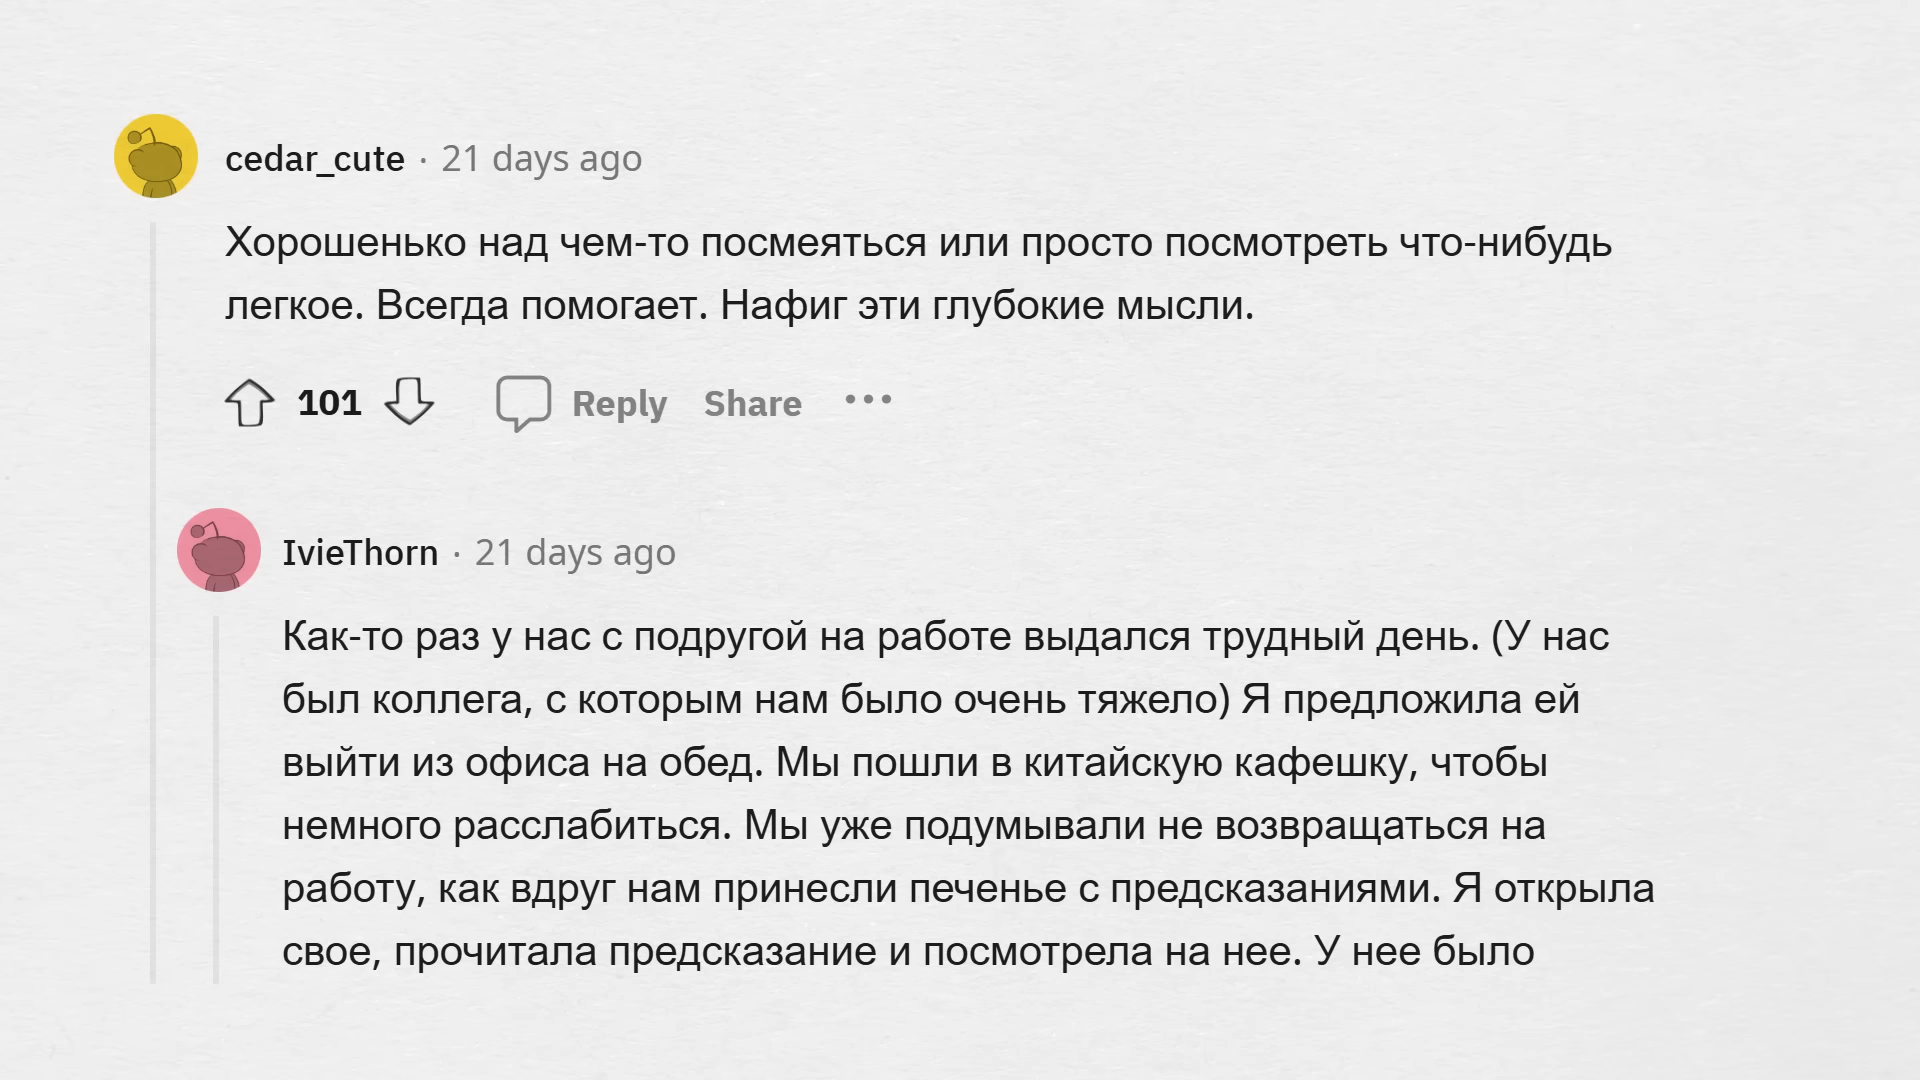 cedar_cute · 21 days ago
Хорошенько над чем-то посмеяться или просто посмотреть что-нибудь
легкое. Всегда помогает. Нафиг эти глубокие мысли.
101 Reply Share ...
IvieThorn · 21 days ago
Как-то раз у нас с подругой на работе выдался трудный день. (У нас
был коллега, с которым нам было очень тяжело) Я предложила ей
выйти из офиса на обед. Мы пошли в китайскую кафешку, чтобы
немного расслабиться. Мы уже подумывали не возвращаться на
работу, как вдруг нам принесли печенье с предсказаниями. Я открыла
свое, прочитала предсказание и посмотрела на нее. У нее было